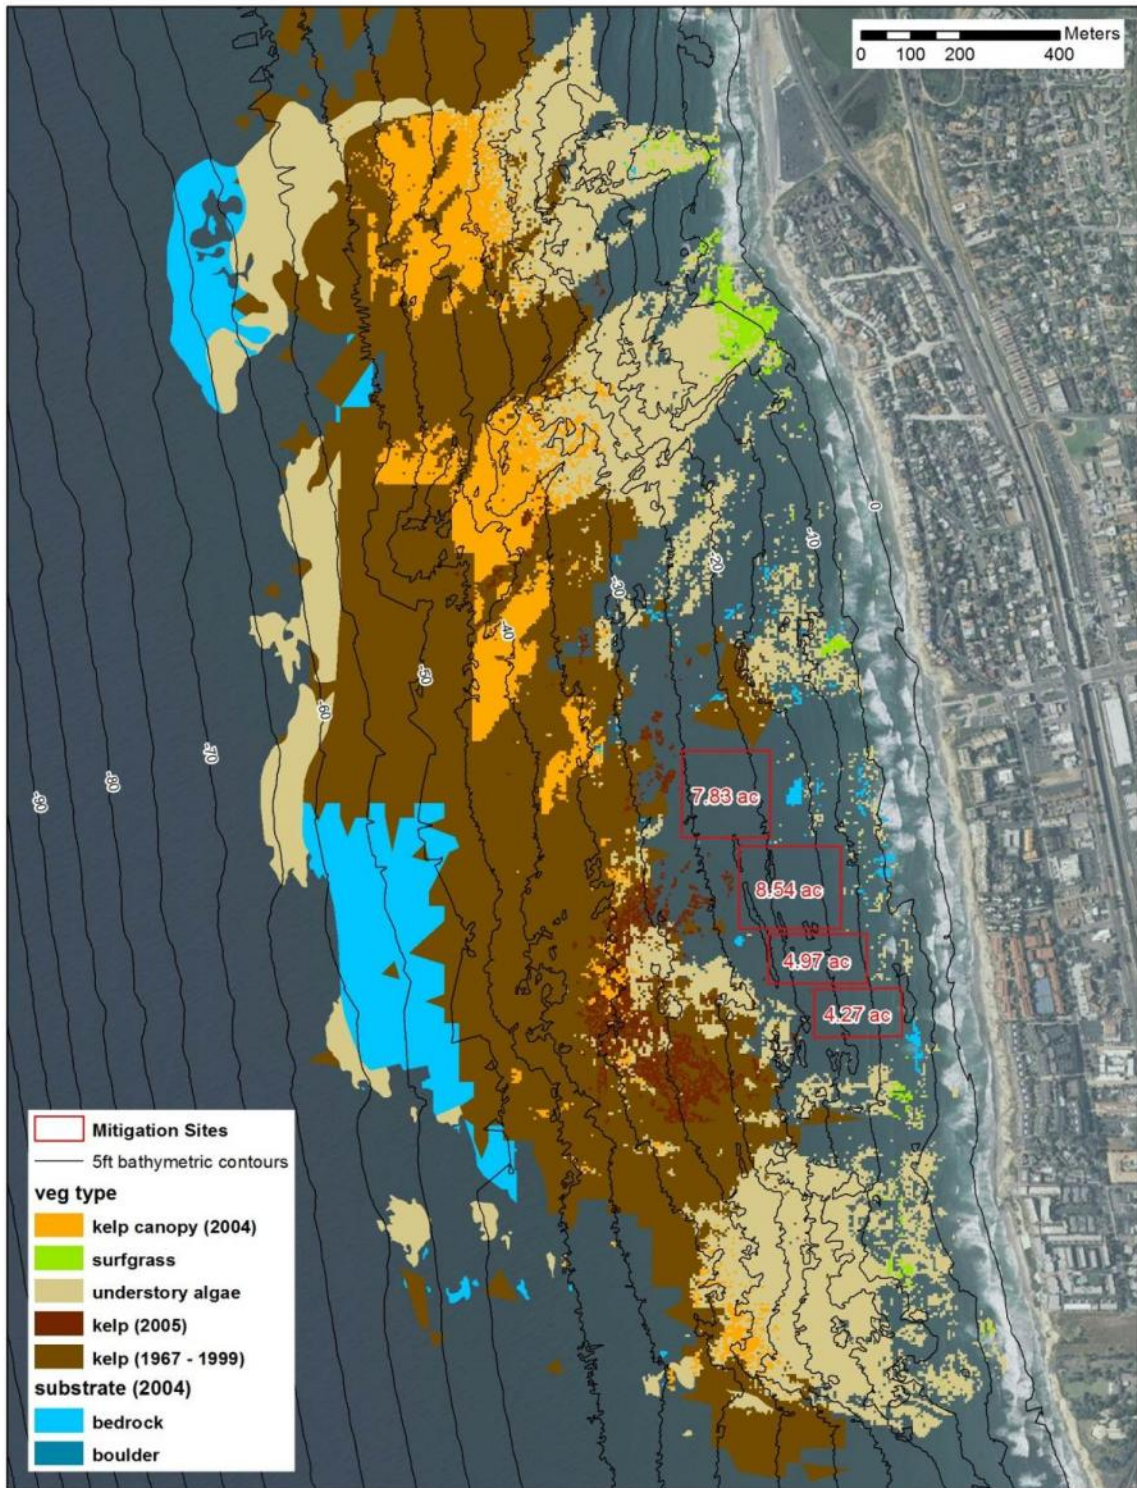 Meters
0 100 200 400
0
-10
-20
-30
-40
-50
-60
-70
-80
-90
7.83 ac
8.54 ac
4.97 ac
4.27 ac
Mitigation Sites
5ft bathymetric contours
veg type
kelp canopy (2004)
surfgrass
understory algae
kelp (2005)
kelp (1967 - 1999)
substrate (2004)
bedrock
boulder